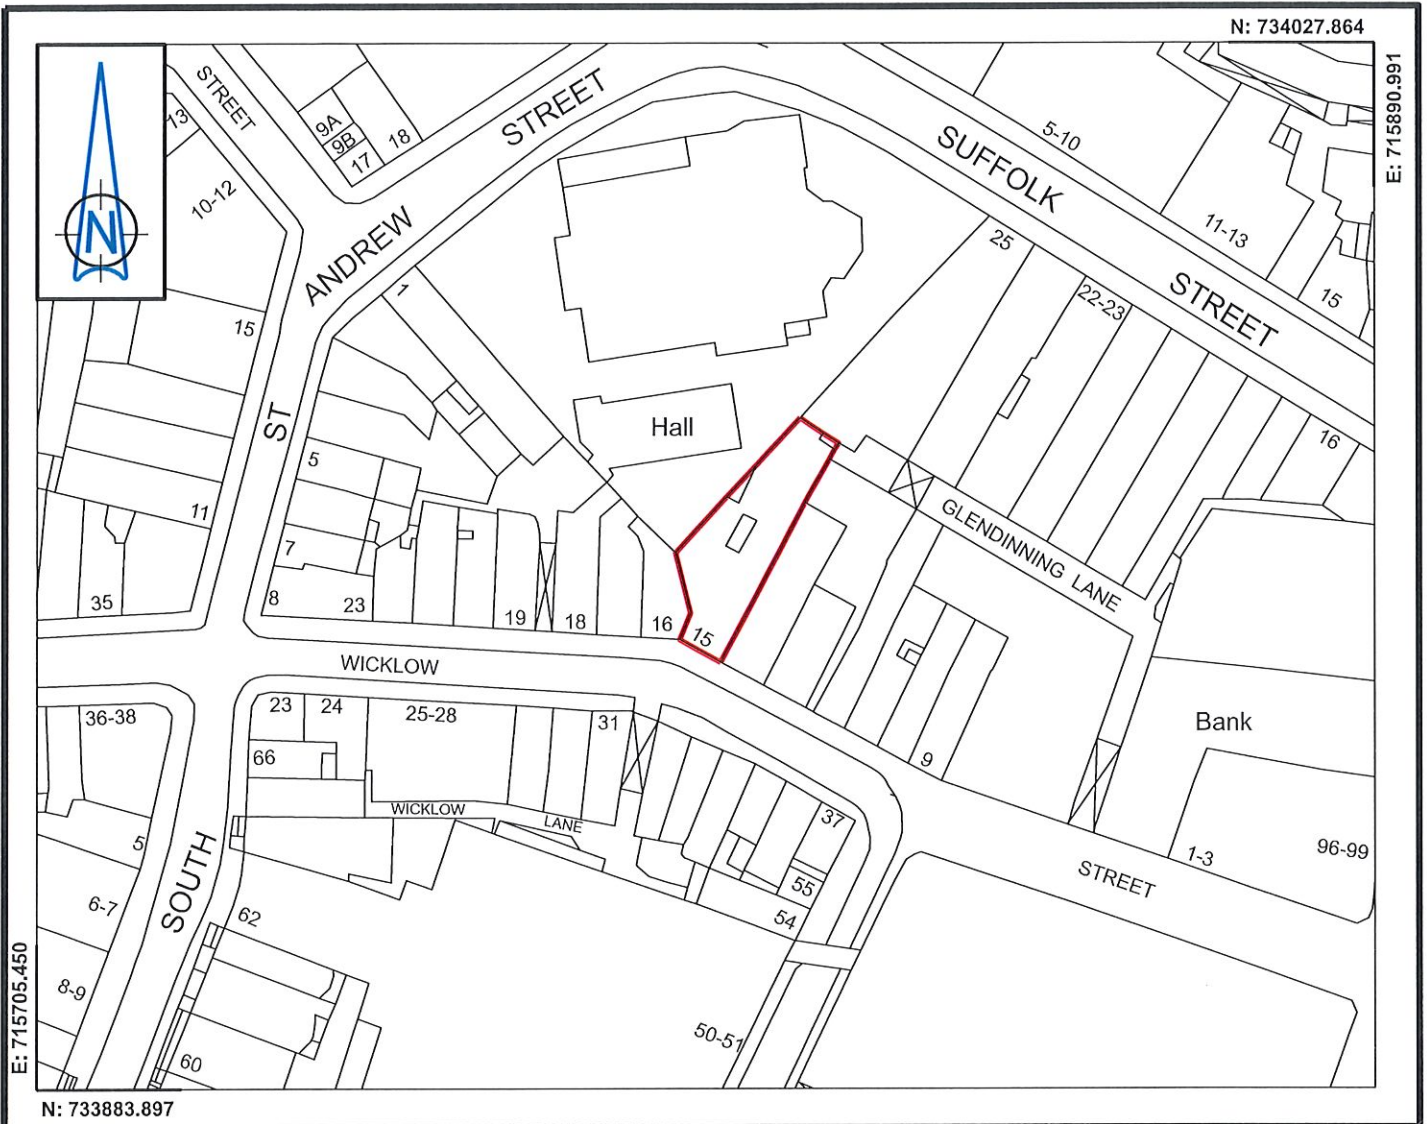 N: 734027.864
E: 715890.991
N
STREET
13
9A
9B
17
18
10-12
STREET
ANDREW
SUFFOLK
STREET
5-10
11-13
15
1
25
22-23
16
15
ST
11
35
5
7
8
23
Hall
19
18
16
15
GLENDINNING LANE
WICKLOW
STREET
9
Bank
1-3
96-99
36-38
23
24
25-28
31
66
WICKLOW
LANE
37
55
54
5
6-7
8-9
SOUTH
62
60
50-51
E: 715705.450
N: 733883.897